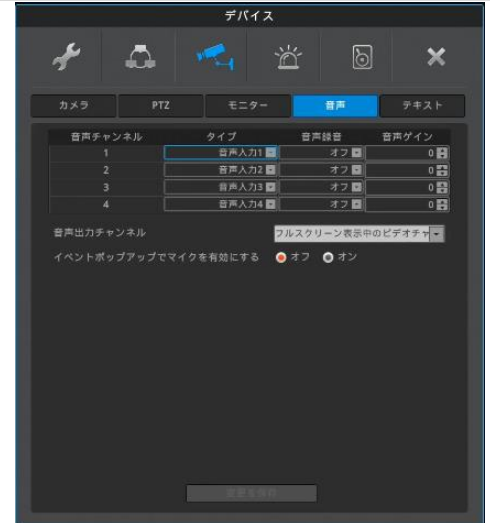 デバイス
カメラ PTZ モニター 音声 テキスト
音声チャンネル タイプ 音声録音 音声ゲイン
1 音声入力1 オフ 0
2 音声入力2 オフ 0
3 音声入力3 オフ 0
4 音声入力4 オフ 0
音声出力チャンネル フルスクリーン表示中のビデオチャ
イベントポップアップでマイクを有効にする オフ オン
変更を保存